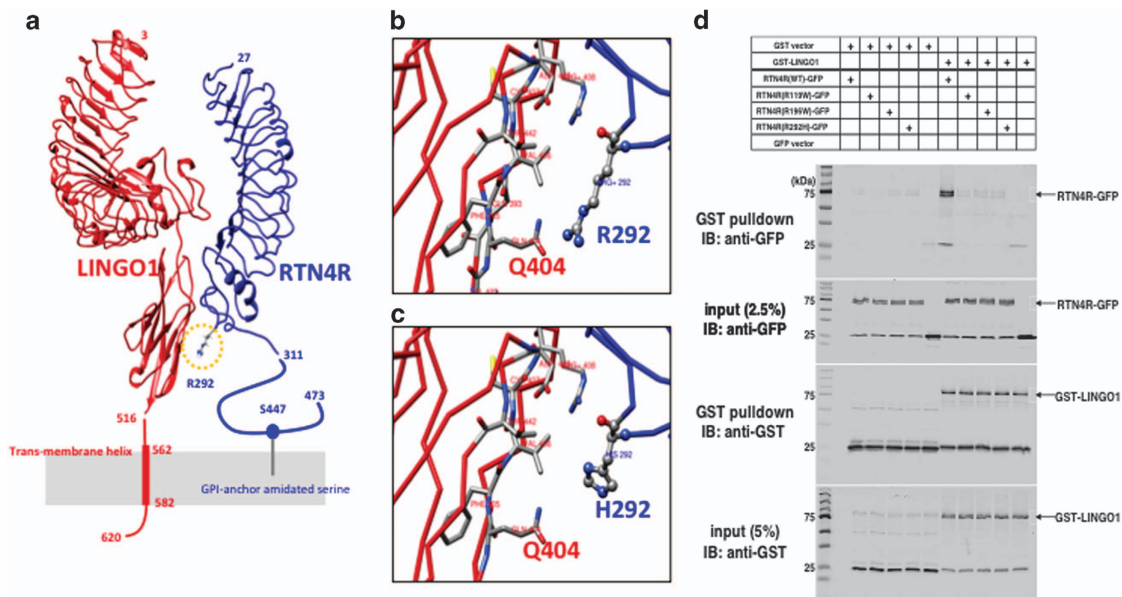 a
3
27
LINGO1
RTN4R
R292
311
473
S447
516
Trans-membrane helix
562
GPI-anchor amidated serine
582
620
b
R292
Q404
c
H292
Q404
d
GST vector + + + + +
GST-LINGO1 + + + + +
RTN4R(WT)-GFP + +
RTN4R(R119W)-GFP + +
RTN4R(R196W)-GFP + +
RTN4R(R292H)-GFP + +
GFP vector
(kDa)
75
25
GST pulldown
IB: anti-GFP
RTN4R-GFP
75
25
input (2.5%)
IB: anti-GFP
RTN4R-GFP
75
25
GST pulldown
IB: anti-GST
GST-LINGO1
75
25
input (5%)
IB: anti-GST
GST-LINGO1